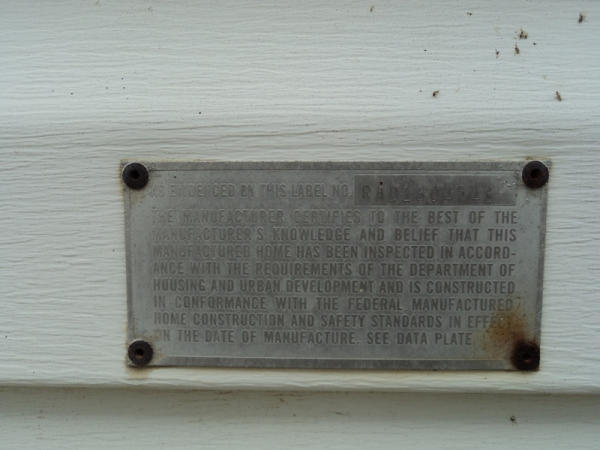 AS EVIDENCED BY THIS LABEL NO.
THE MANUFACTURER CERTIFIES TO THE BEST OF THE
MANUFACTURER'S KNOWLEDGE AND BELIEF THAT THIS
MANUFACTURED HOME HAS BEEN INSPECTED IN ACCORD-
ANCE WITH THE REQUIREMENTS OF THE DEPARTMENT OF
HOUSING AND URBAN DEVELOPMENT AND IS CONSTRUCTED
IN CONFORMANCE WITH THE FEDERAL MANUFACTURED
HOME CONSTRUCTION AND SAFETY STANDARDS IN EFFECT
ON THE DATE OF MANUFACTURE. SEE DATA PLATE